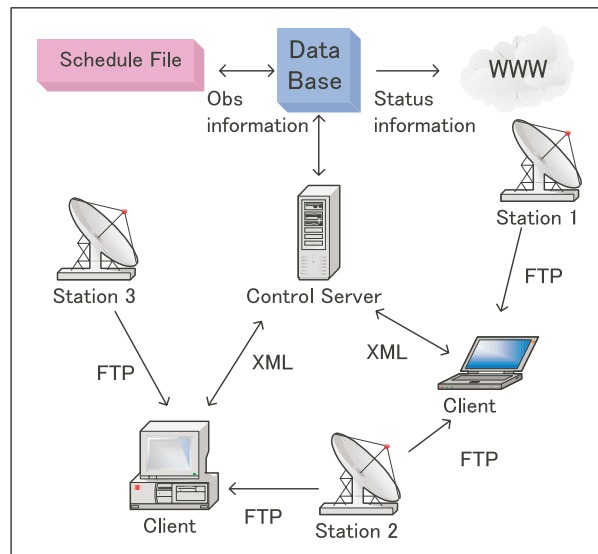 Schedule File
Data
Base
WWW
Obs
information
Status
information
Station 1
Station 3
Control Server
FTP
FTP
XML
XML
Client
FTP
Client
FTP
Station 2